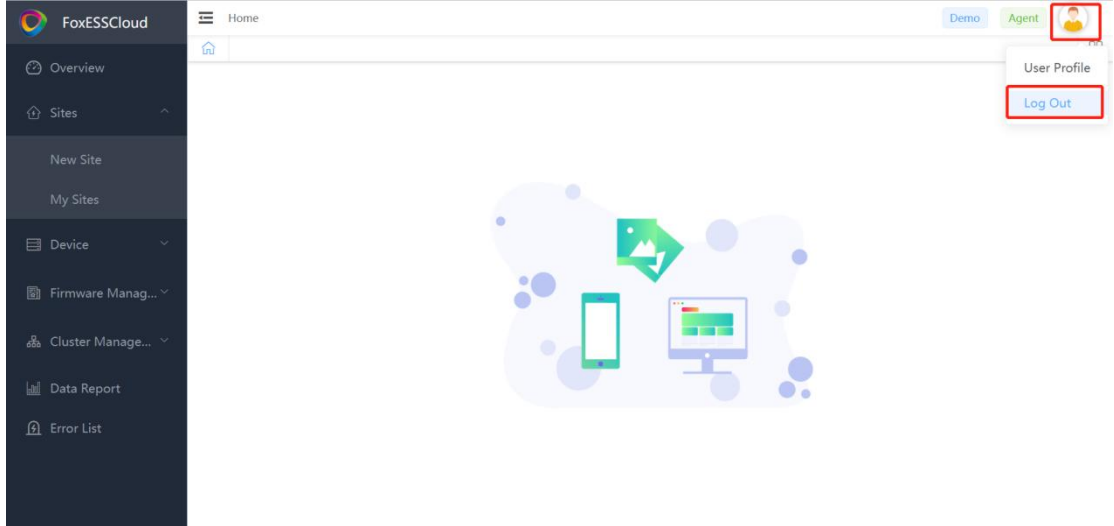 FoxESSCloud
Home
Demo
Agent
User Profile
Log Out
Overview
Sites
New Site
My Sites
Device
Firmware Manag...
Cluster Manage...
Data Report
Error List